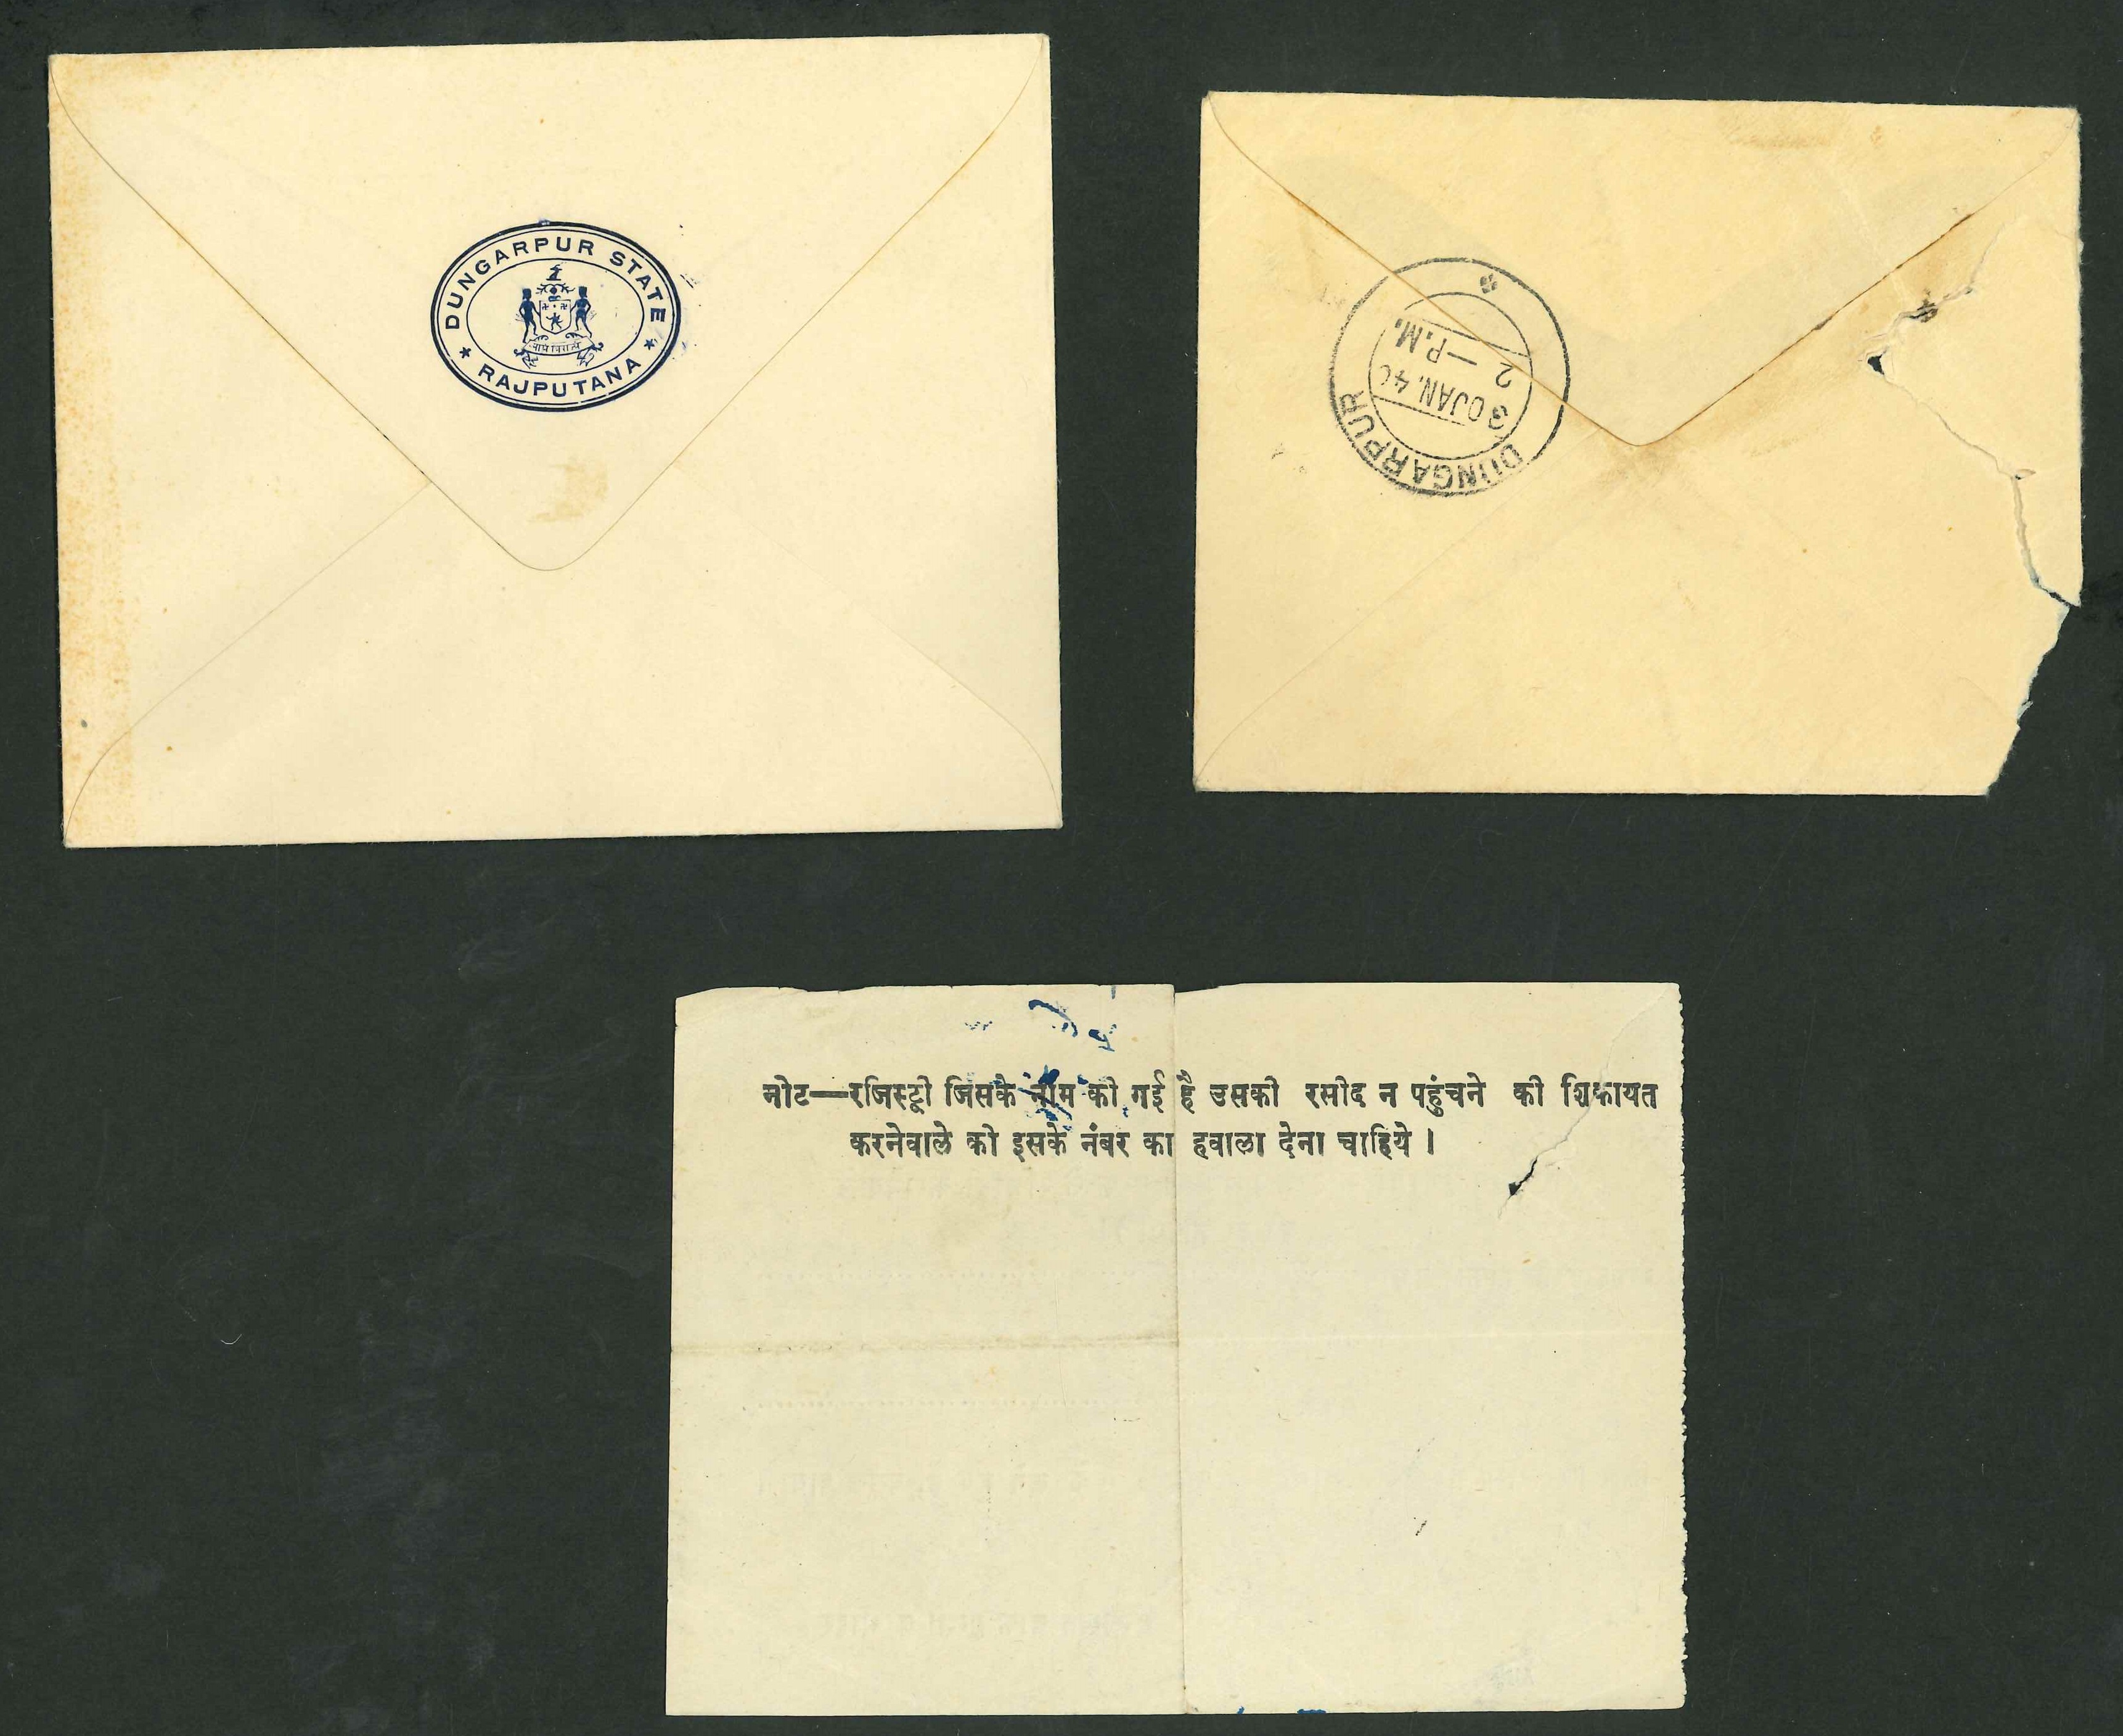 DUNGARPUR STATE
★ RAJPUTANA ★
DUNGARPUR
30 JAN. 46
2 — P.M.
नोट—रजिस्ट्री जिसके नाम की गई है उसकी रसीद न पहुंचने की शिकायत
करनेवाले को इसके नंबर का हवाला देना चाहिये ।